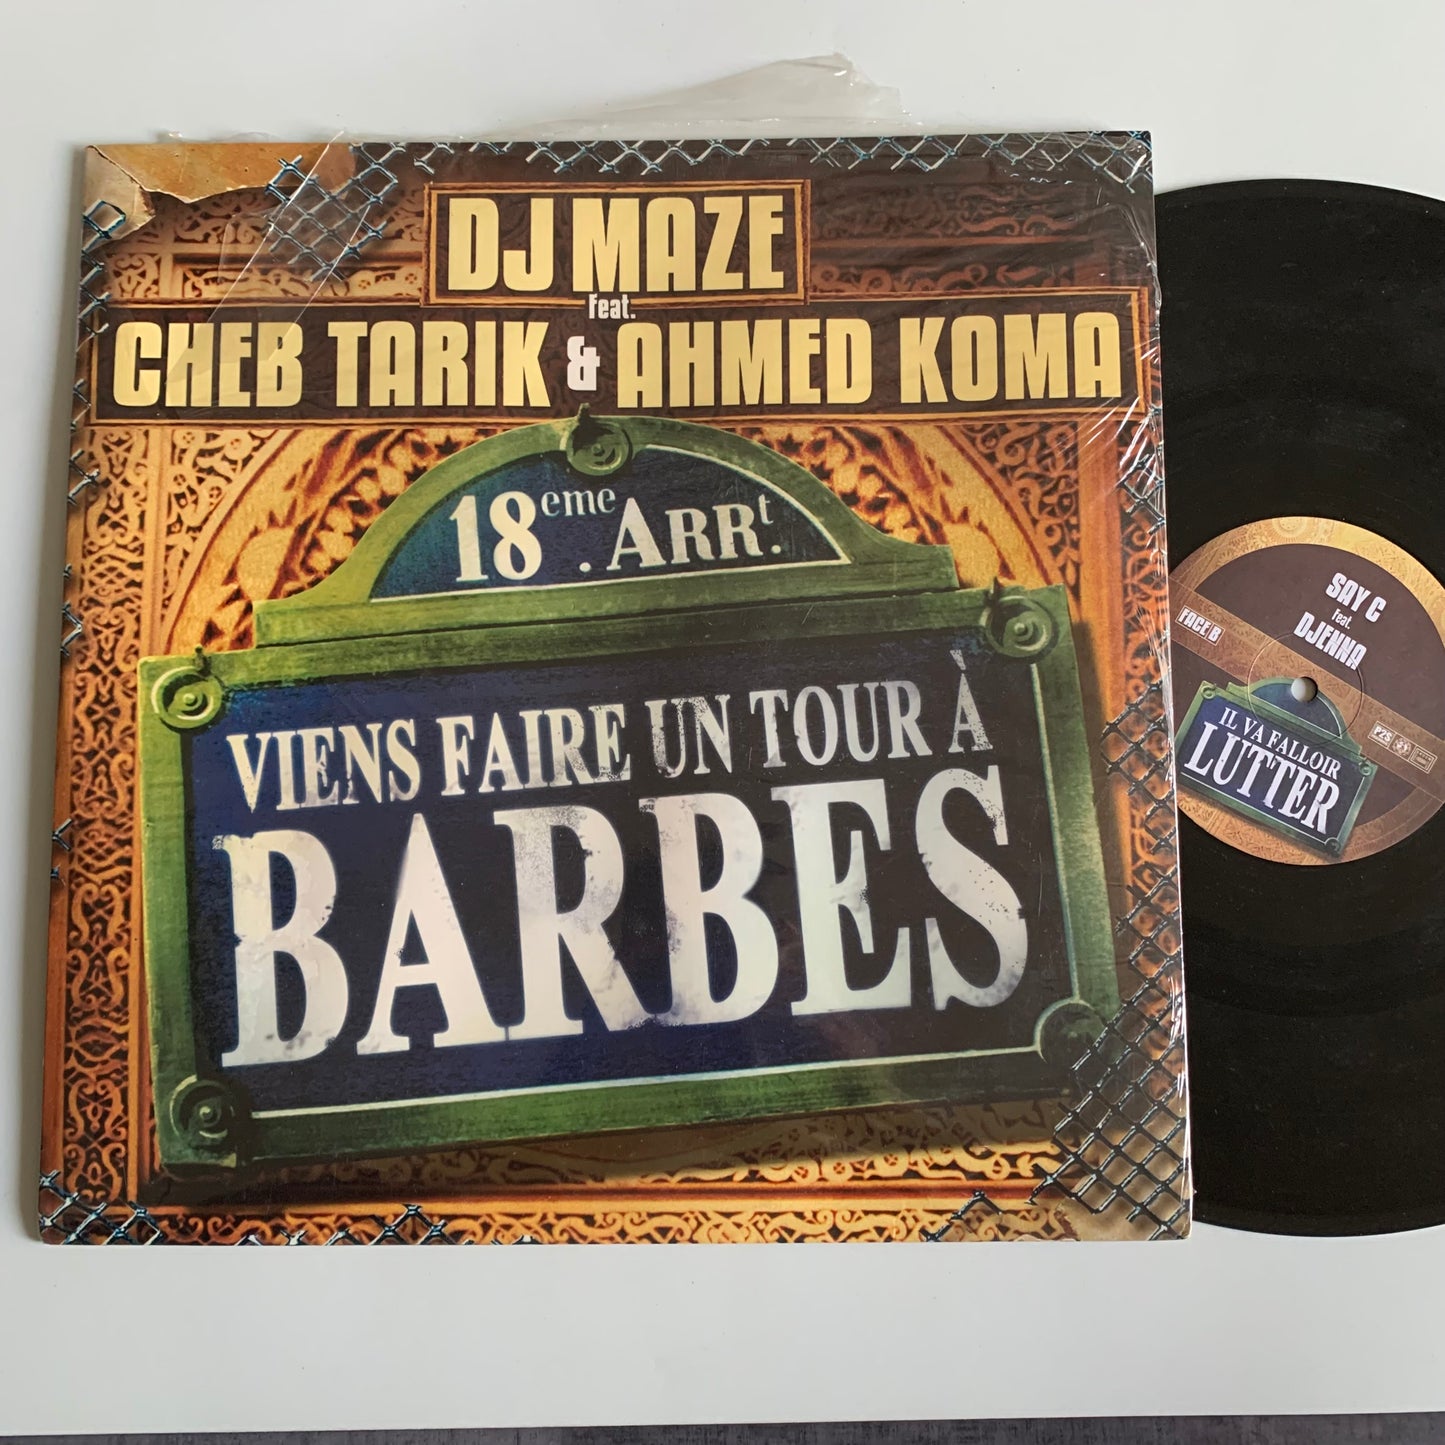 DJ MAZE
Feat.
CHEB TARIK & AHMED KOMA
18eme. ARRt.
VIENS FAIRE UN TOUR À
BARBES
SAY C
Feat.
DJENNA
FACE B
P2S
IL VA FALLOIR
LUTTER